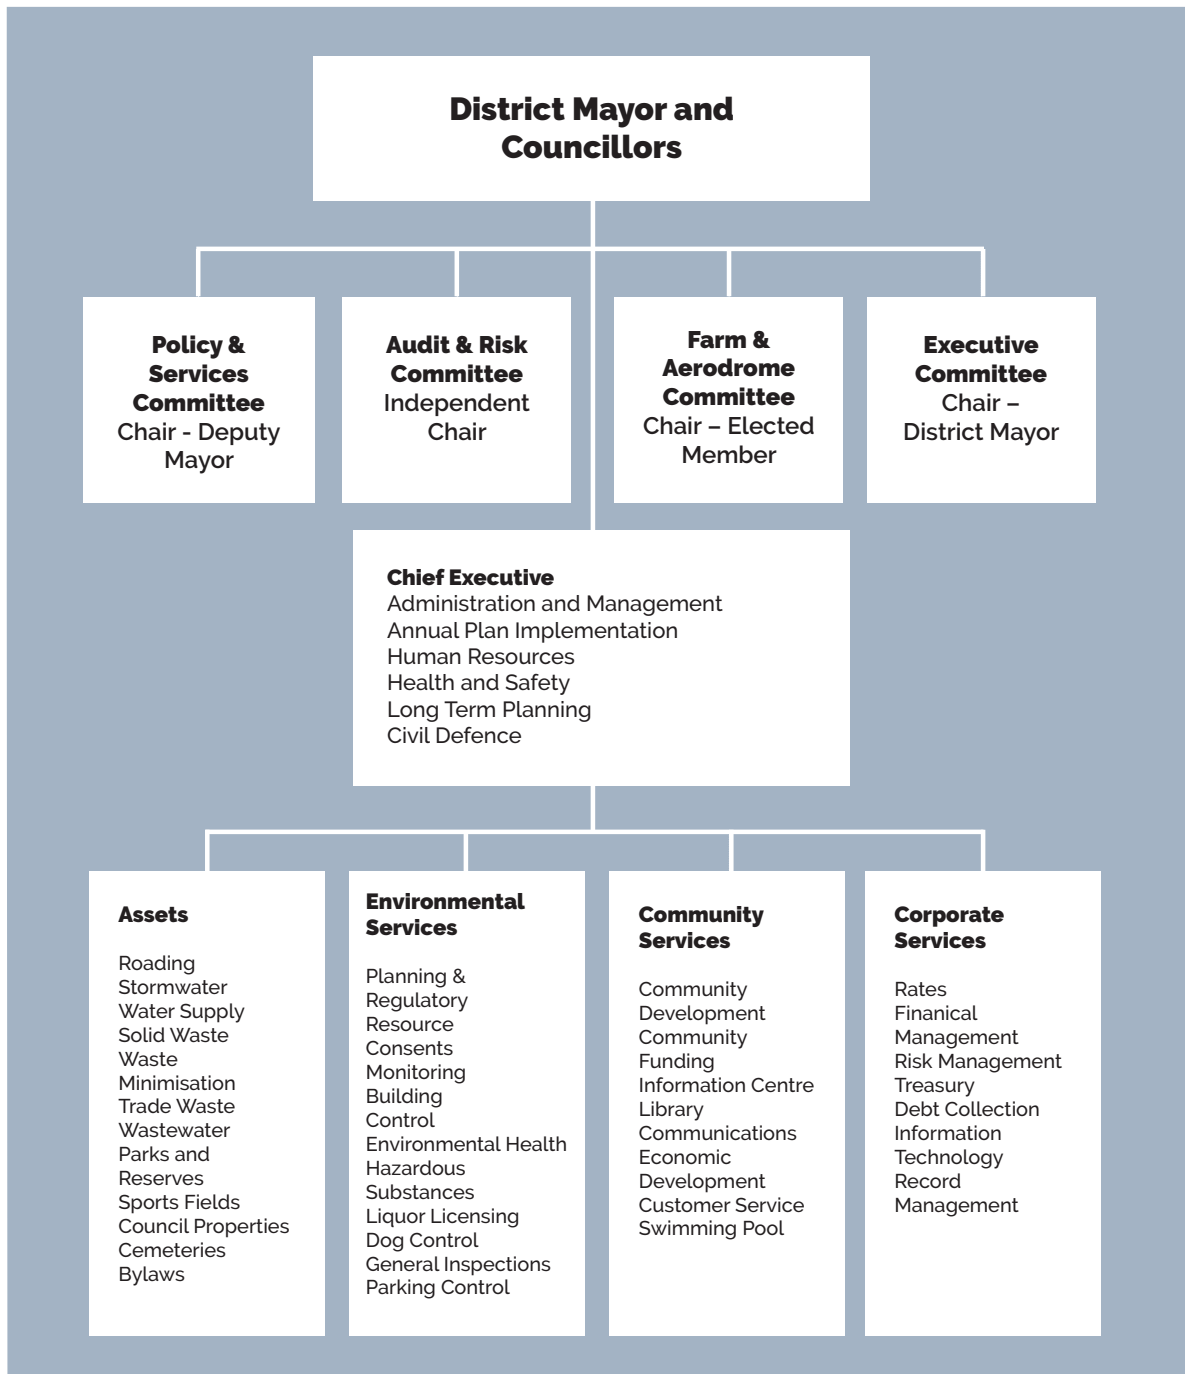 District Mayor and
Councillors
Policy &
Services
Committee
Chair - Deputy
Mayor
Audit & Risk
Committee
Independent
Chair
Farm &
Aerodrome
Committee
Chair – Elected
Member
Executive
Committee
Chair –
District Mayor
Chief Executive
Administration and Management
Annual Plan Implementation
Human Resources
Health and Safety
Long Term Planning
Civil Defence
Assets
Roading
Stormwater
Water Supply
Solid Waste
Waste
Minimisation
Trade Waste
Wastewater
Parks and
Reserves
Sports Fields
Council Properties
Cemeteries
Bylaws
Environmental
Services
Planning &
Regulatory
Resource
Consents
Monitoring
Building
Control
Environmental Health
Hazardous
Substances
Liquor Licensing
Dog Control
General Inspections
Parking Control
Community
Services
Community
Development
Community
Funding
Information Centre
Library
Communications
Economic
Development
Customer Service
Swimming Pool
Corporate
Services
Rates
Finanical
Management
Risk Management
Treasury
Debt Collection
Information
Technology
Record
Management